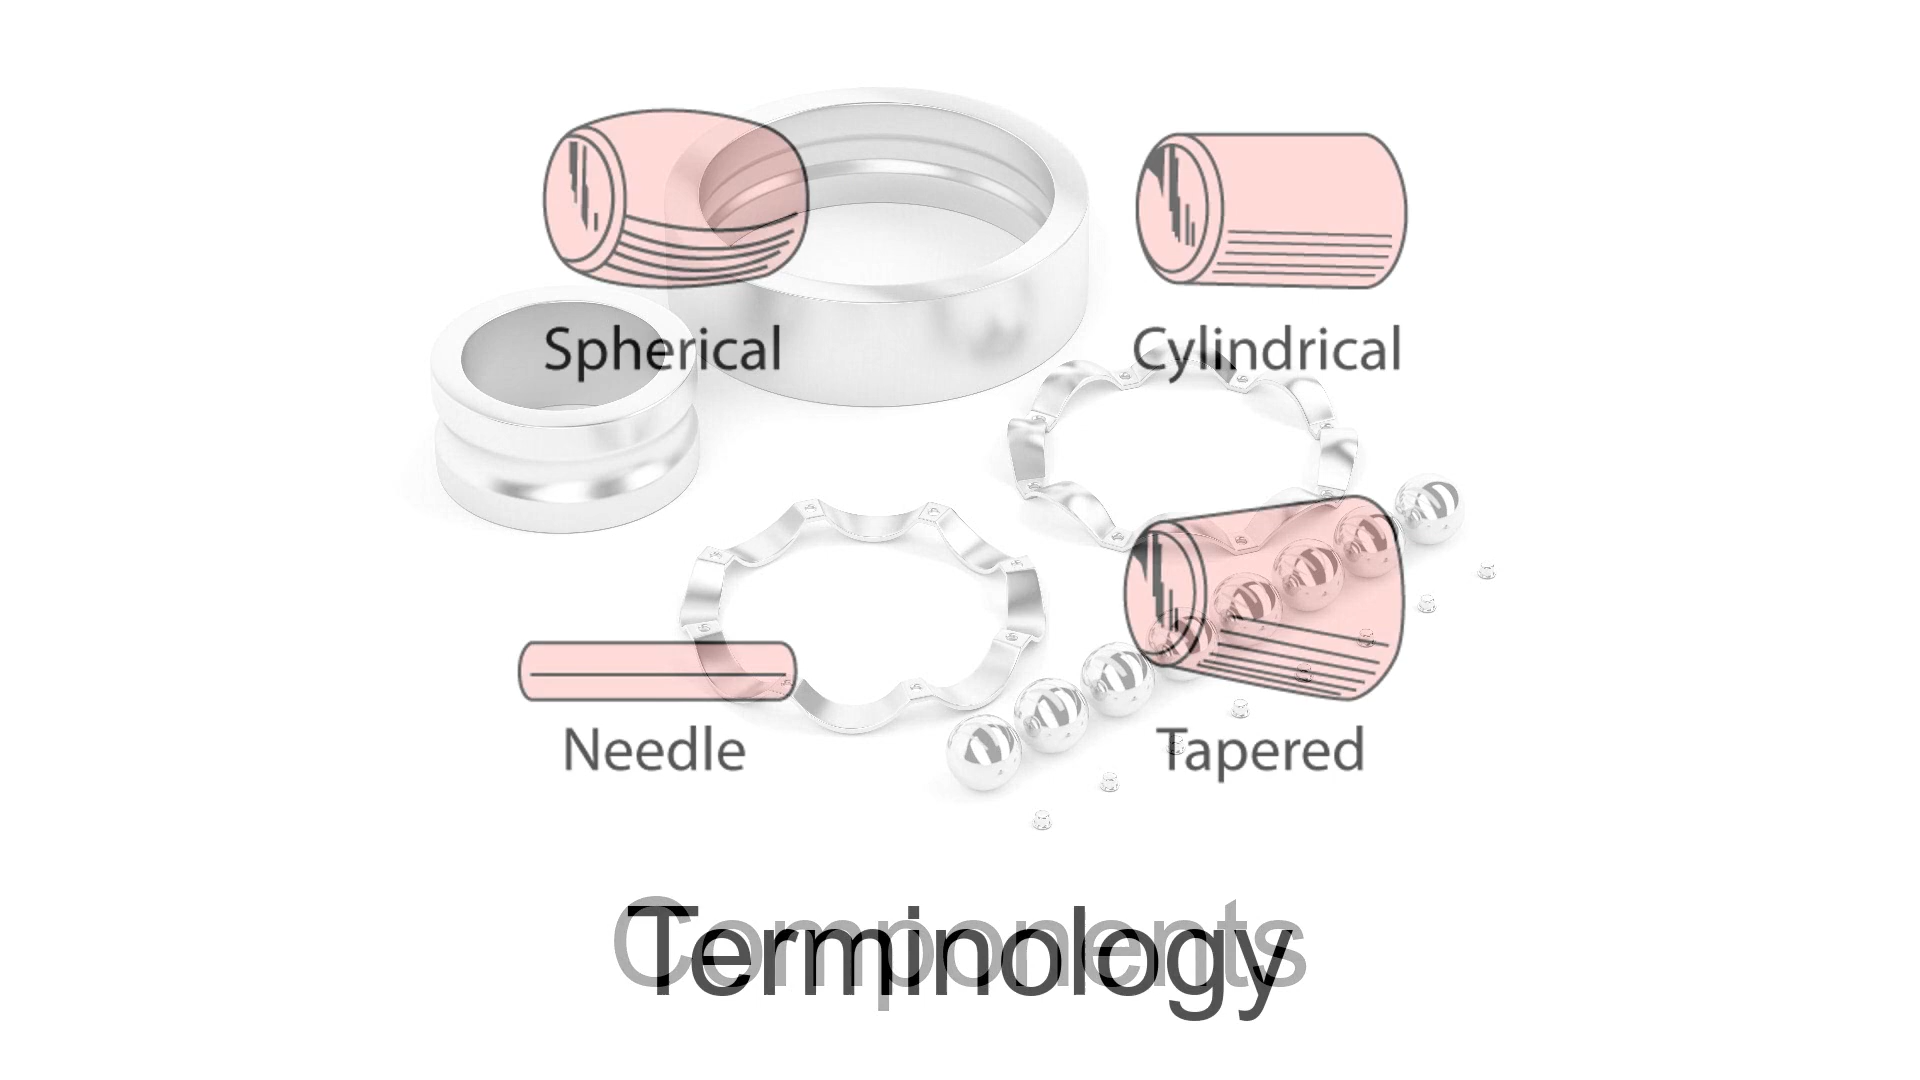 Spherical
Cylindrical
Needle
Tapered
Components
Terminology